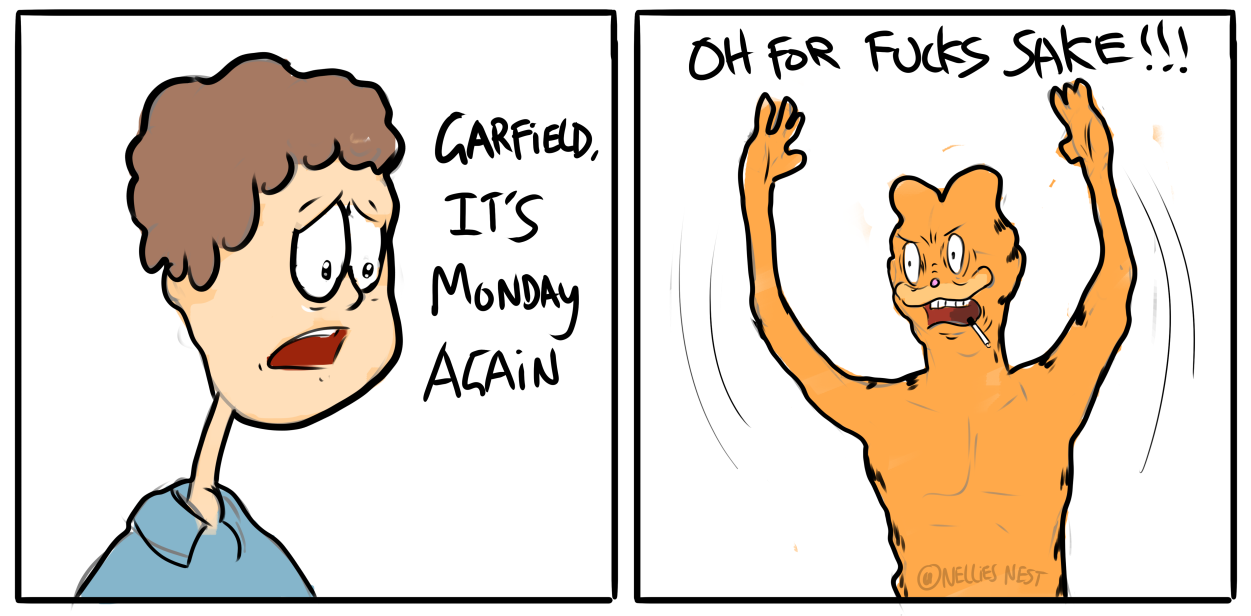 GARFiELD,
IT'S
MoNDAY
AGAiN
OH FOR FUCKS SAKE!!!
@NELLiES NEST